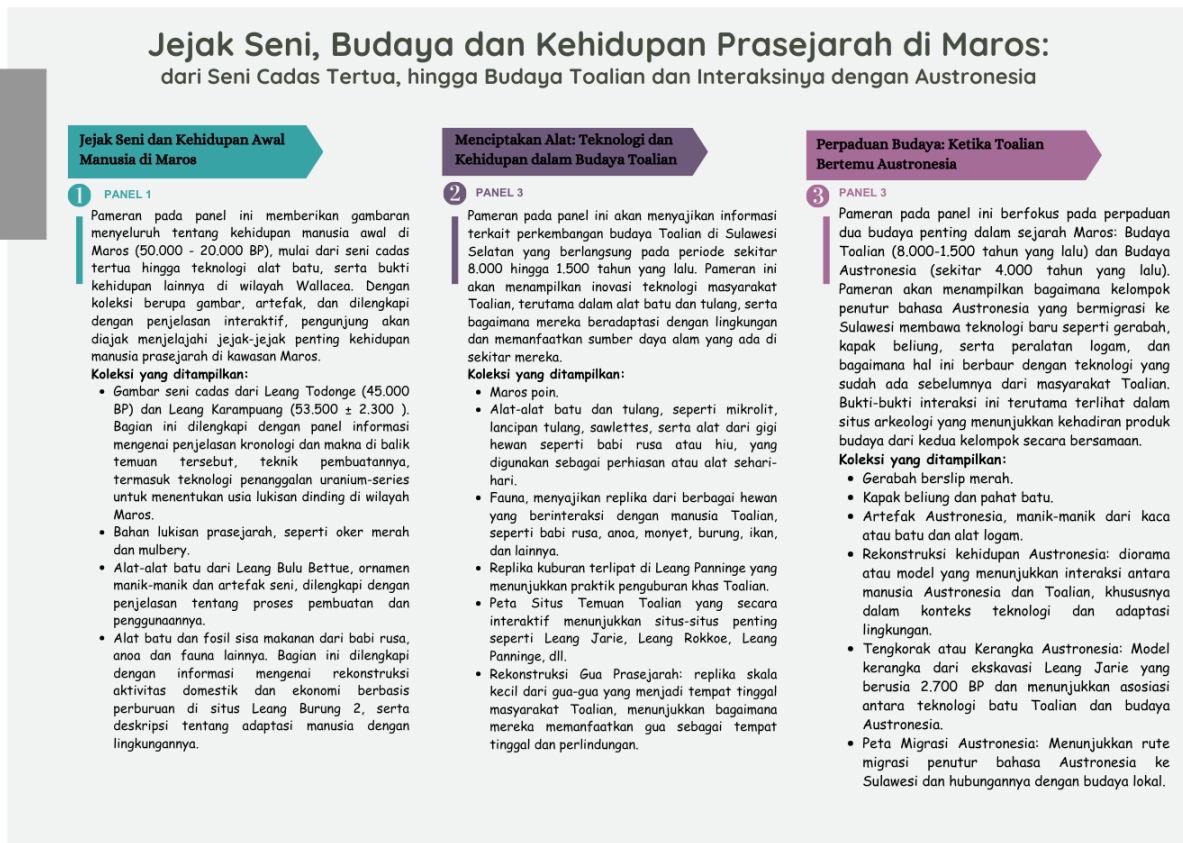 Jejak Seni, Budaya dan Kehidupan Prasejarah di Maros:
dari Seni Cadas Tertua, hingga Budaya Toalian dan Interaksinya dengan Austronesia
Jejak Seni dan Kehidupan Awal
Manusia di Maros
1 PANEL 1
Pameran pada panel ini memberikan gambaran
menyeluruh tentang kehidupan manusia awal di
Maros (50.000 - 20.000 BP), mulai dari seni cadas
tertua hingga teknologi alat batu, serta bukti
kehidupan lainnya di wilayah Wallacea. Dengan
koleksi berupa gambar, artefak, dan dilengkapi
dengan penjelasan interaktif, pengunjung akan
diajak menjelajahi jejak-jejak penting kehidupan
manusia prasejarah di kawasan Maros.
Koleksi yang ditampilkan:
• Gambar seni cadas dari Leang Todonge (45.000
BP) dan Leang Karampuang (53.500 ± 2.300 ).
Bagian ini dilengkapi dengan panel informasi
mengenai penjelasan kronologi dan makna di balik
temuan tersebut, teknik pembuatannya,
termasuk teknologi penanggalan uranium-series
untuk menentukan usia lukisan dinding di wilayah
Maros.
• Bahan lukisan prasejarah, seperti oker merah
dan mulbery.
• Alat-alat batu dari Leang Bulu Bettue, ornamen
manik-manik dan artefak seni, dilengkapi dengan
penjelasan tentang proses pembuatan dan
penggunaannya.
• Alat batu dan fosil sisa makanan dari babi rusa,
anoa dan fauna lainnya. Bagian ini dilengkapi
dengan informasi mengenai rekonstruksi
aktivitas domestik dan ekonomi berbasis
perburuan di situs Leang Burung 2, serta
deskripsi tentang adaptasi manusia dengan
lingkungannya.
Menciptakan Alat: Teknologi dan
Kehidupan dalam Budaya Toalian
2 PANEL 3
Pameran pada panel ini akan menyajikan informasi
terkait perkembangan budaya Toalian di Sulawesi
Selatan yang berlangsung pada periode sekitar
8.000 hingga 1.500 tahun yang lalu. Pameran ini
akan menampilkan inovasi teknologi masyarakat
Toalian, terutama dalam alat batu dan tulang, serta
bagaimana mereka beradaptasi dengan lingkungan
dan memanfaatkan sumber daya alam yang ada di
sekitar mereka.
Koleksi yang ditampilkan:
• Maros poin.
• Alat-alat batu dan tulang, seperti mikrolit,
lancipan tulang, sawlettes, serta alat dari gigi
hewan seperti babi rusa atau hiu, yang
digunakan sebagai perhiasan atau alat sehari-
hari.
• Fauna, menyajikan replika dari berbagai hewan
yang berinteraksi dengan manusia Toalian,
seperti babi rusa, anoa, monyet, burung, ikan,
dan lainnya.
• Replika kuburan terlipat di Leang Panninge yang
menunjukkan praktik penguburan khas Toalian.
• Peta Situs Temuan Toalian yang secara
interaktif menunjukkan situs-situs penting
seperti Leang Jarie, Leang Rokkoe, Leang
Panninge, dll.
• Rekonstruksi Gua Prasejarah: replika skala
kecil dari gua-gua yang menjadi tempat tinggal
masyarakat Toalian, menunjukkan bagaimana
mereka memanfaatkan gua sebagai tempat
tinggal dan perlindungan.
Perpaduan Budaya: Ketika Toalian
Bertemu Austronesia
3 PANEL 3
Pameran pada panel ini berfokus pada perpaduan
dua budaya penting dalam sejarah Maros: Budaya
Toalian (8.000-1.500 tahun yang lalu) dan Budaya
Austronesia (sekitar 4.000 tahun yang lalu).
Pameran akan menampilkan bagaimana kelompok
penutur bahasa Austronesia yang bermigrasi ke
Sulawesi membawa teknologi baru seperti gerabah,
kapak beliung, serta peralatan logam, dan
bagaimana hal ini berbaur dengan teknologi yang
sudah ada sebelumnya dari masyarakat Toalian.
Bukti-bukti interaksi ini terutama terlihat dalam
situs arkeologi yang menunjukkan kehadiran produk
budaya dari kedua kelompok secara bersamaan.
Koleksi yang ditampilkan:
• Gerabah berslip merah.
• Kapak beliung dan pahat batu.
• Artefak Austronesia, manik-manik dari kaca
atau batu dan alat logam.
• Rekonstruksi kehidupan Austronesia: diorama
atau model yang menunjukkan interaksi antara
manusia Austronesia dan Toalian, khususnya
dalam konteks teknologi dan adaptasi
lingkungan.
• Tengkorak atau Kerangka Austronesia: Model
kerangka dari ekskavasi Leang Jarie yang
berusia 2.700 BP dan menunjukkan asosiasi
antara teknologi batu Toalian dan budaya
Austronesia.
• Peta Migrasi Austronesia: Menunjukkan rute
migrasi penutur bahasa Austronesia ke
Sulawesi dan hubungannya dengan budaya lokal.